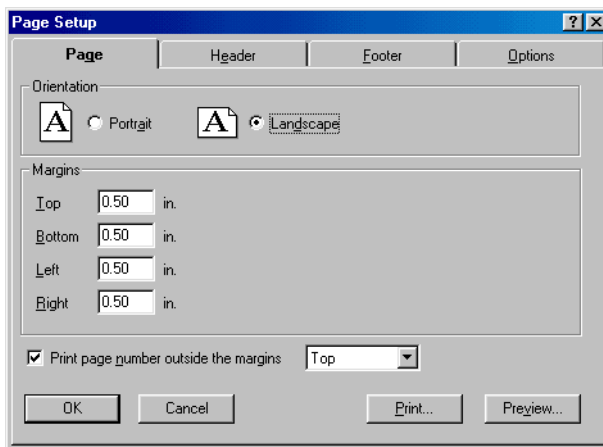 Page Setup
Page Header Footer Options
Orientation
A Portrait A Landscape
Margins
Top 0.50 in.
Bottom 0.50 in.
Left 0.50 in.
Right 0.50 in.
Print page number outside the margins Top
OK Cancel Print... Preview...